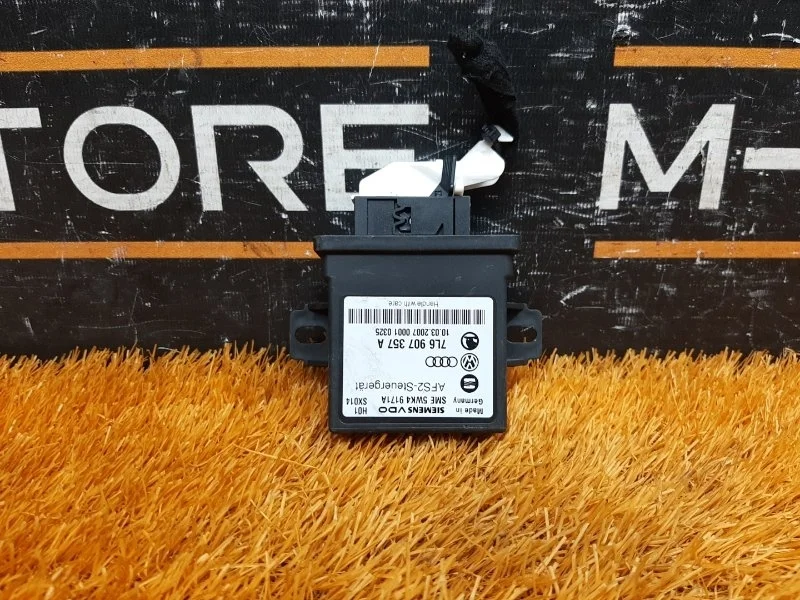 TORE M-
Made in
Germany
SIEMENS VDO
SME 5WK4 9171A
H01
SX014
AFS2-Steuergerät
7L6 907 357 A
10.03.2007 0001 0325
Handle with care